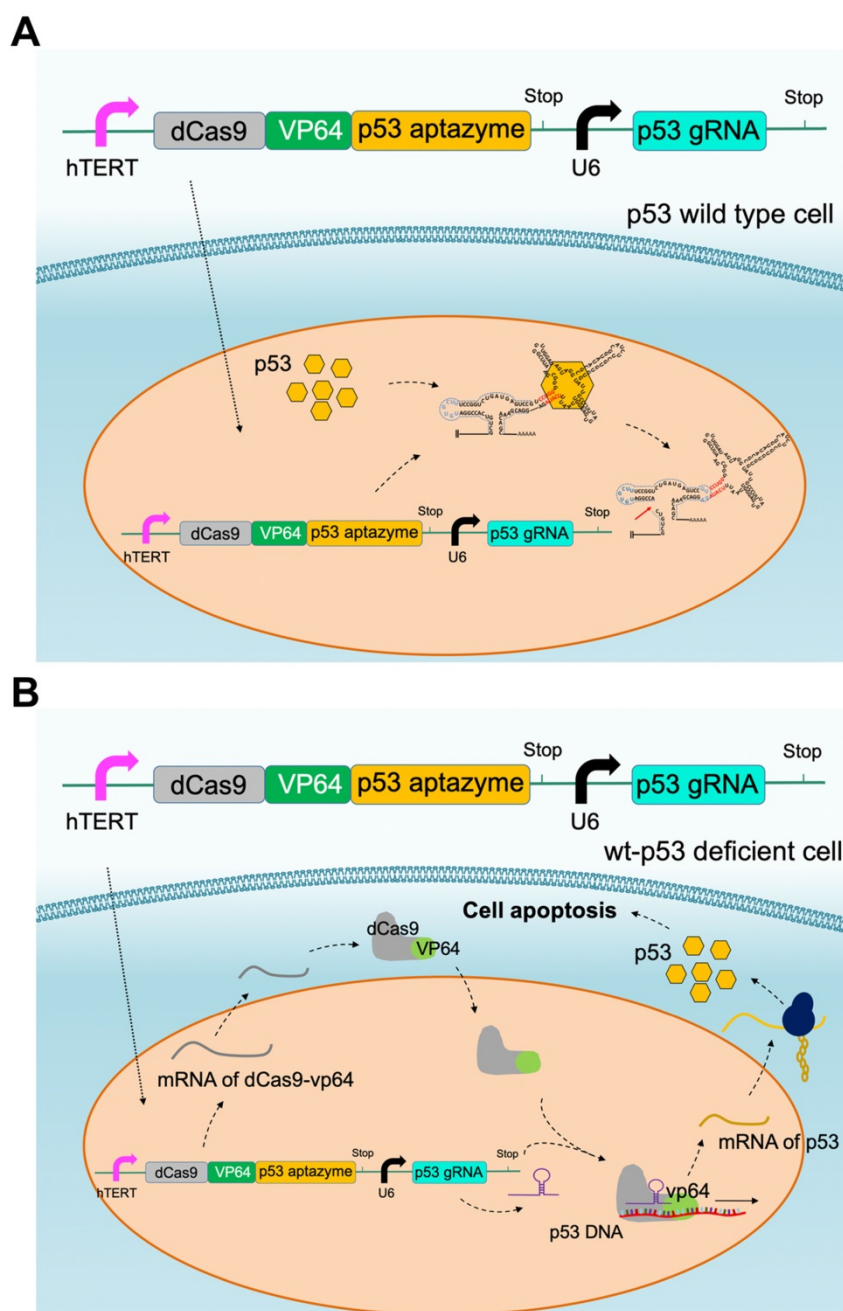 A
Stop
Stop
dCas9 VP64 p53 aptazyme
p53 gRNA
hTERT
U6
p53 wild type cell
p53
Stop
Stop
dCas9 VP64 p53 aptazyme
p53 gRNA
hTERT
U6
B
Stop
Stop
dCas9 VP64 p53 aptazyme
p53 gRNA
hTERT
U6
wt-p53 deficient cell
Cell apoptosis
dCas9
VP64
p53
mRNA of dCas9-vp64
mRNA of p53
Stop
Stop
dCas9 VP64 p53 aptazyme
p53 gRNA
hTERT
U6
vp64
p53 DNA